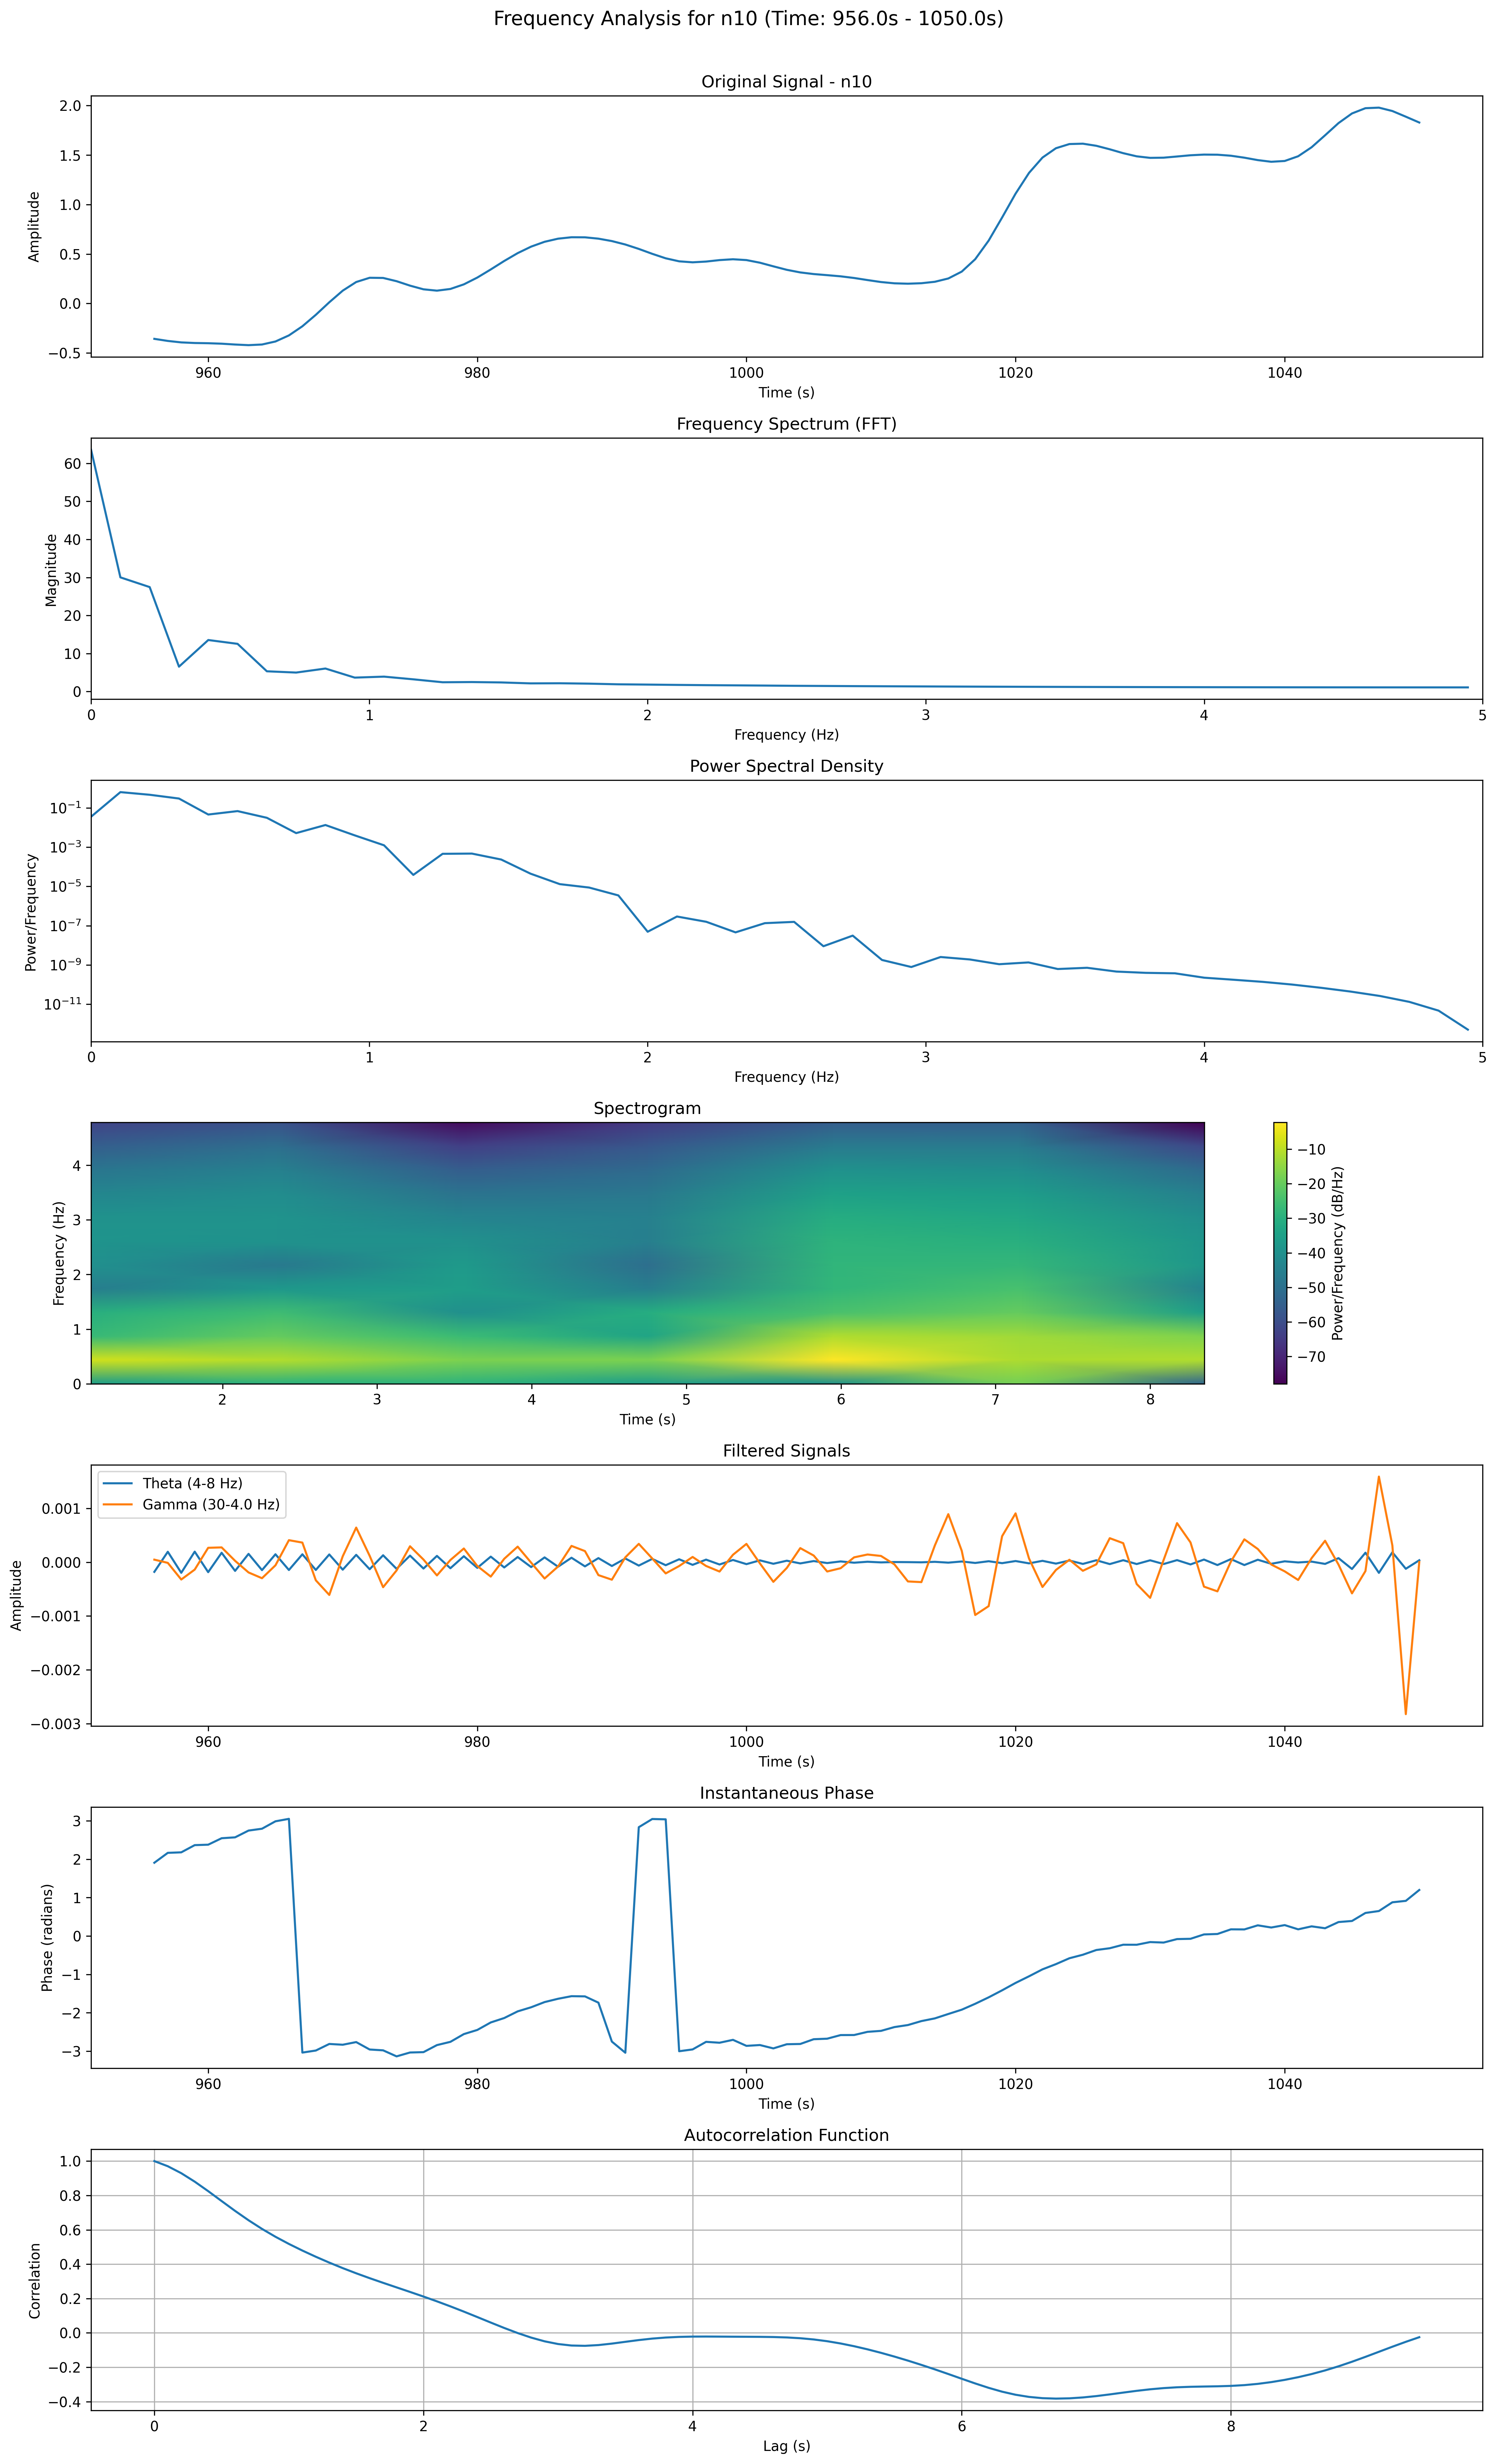 Frequency Analysis for n10 (Time: 956.0s - 1050.0s)
Original Signal - n10
Amplitude
2.0
1.5
1.0
0.5
0.0
−0.5
960 980 1000 1020 1040
Time (s)
Frequency Spectrum (FFT)
Magnitude
60
50
40
30
20
10
0
0 1 2 3 4 5
Frequency (Hz)
Power Spectral Density
Power/Frequency
10⁻¹
10⁻³
10⁻⁵
10⁻⁷
10⁻⁹
10⁻¹¹
0 1 2 3 4 5
Frequency (Hz)
Spectrogram
Frequency (Hz)
4
3
2
1
0
2 3 4 5 6 7 8
Time (s)
−10
−20
−30
−40
−50
−60
−70
Power/Frequency (dB/Hz)
Filtered Signals
Theta (4-8 Hz)
Gamma (30-4.0 Hz)
Amplitude
0.001
0.000
−0.001
−0.002
−0.003
960 980 1000 1020 1040
Time (s)
Instantaneous Phase
Phase (radians)
3
2
1
0
−1
−2
−3
960 980 1000 1020 1040
Time (s)
Autocorrelation Function
Correlation
1.0
0.8
0.6
0.4
0.2
0.0
−0.2
−0.4
0 2 4 6 8
Lag (s)